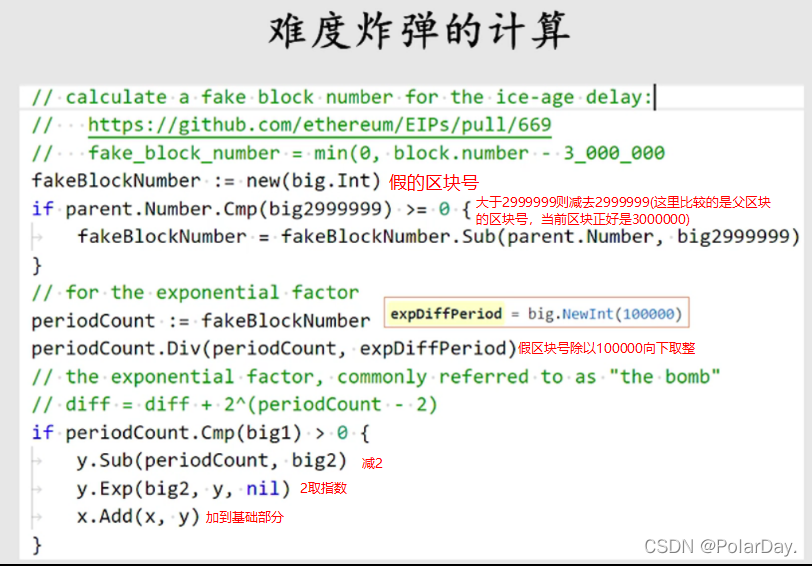 难度炸弹的计算
// calculate a fake block number for the ice-age delay:
// https://github.com/ethereum/EIPs/pull/669
// fake_block_number = min(0, block.number - 3_000_000
fakeBlockNumber := new(big.Int) 假的区块号
if parent.Number.Cmp(big2999999) >= 0 { 大于2999999则减去2999999(这里比较的是父区块
的区块号，当前区块正好是3000000)
fakeBlockNumber = fakeBlockNumber.Sub(parent.Number, big2999999)
}
// for the exponential factor
periodCount := fakeBlockNumber expDiffPeriod = big.NewInt(100000)
periodCount.Div(periodCount, expDiffPeriod)假区块号除以100000向下取整
// the exponential factor, commonly referred to as "the bomb"
// diff = diff + 2^(periodCount - 2)
if periodCount.Cmp(big1) > 0 {
y.Sub(periodCount, big2) 减2
y.Exp(big2, y, nil) 2取指数
x.Add(x, y) 加到基础部分
}
CSDN @PolarDay.